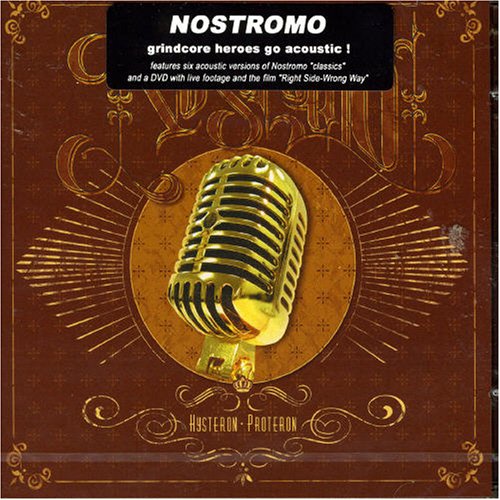 NOSTROMO
grindcore heroes go acoustic !
features six acoustic versions of Nostromo "classics"
and a DVD with live footage and the film "Right Side-Wrong Way"
HYSTERON - PROTERON